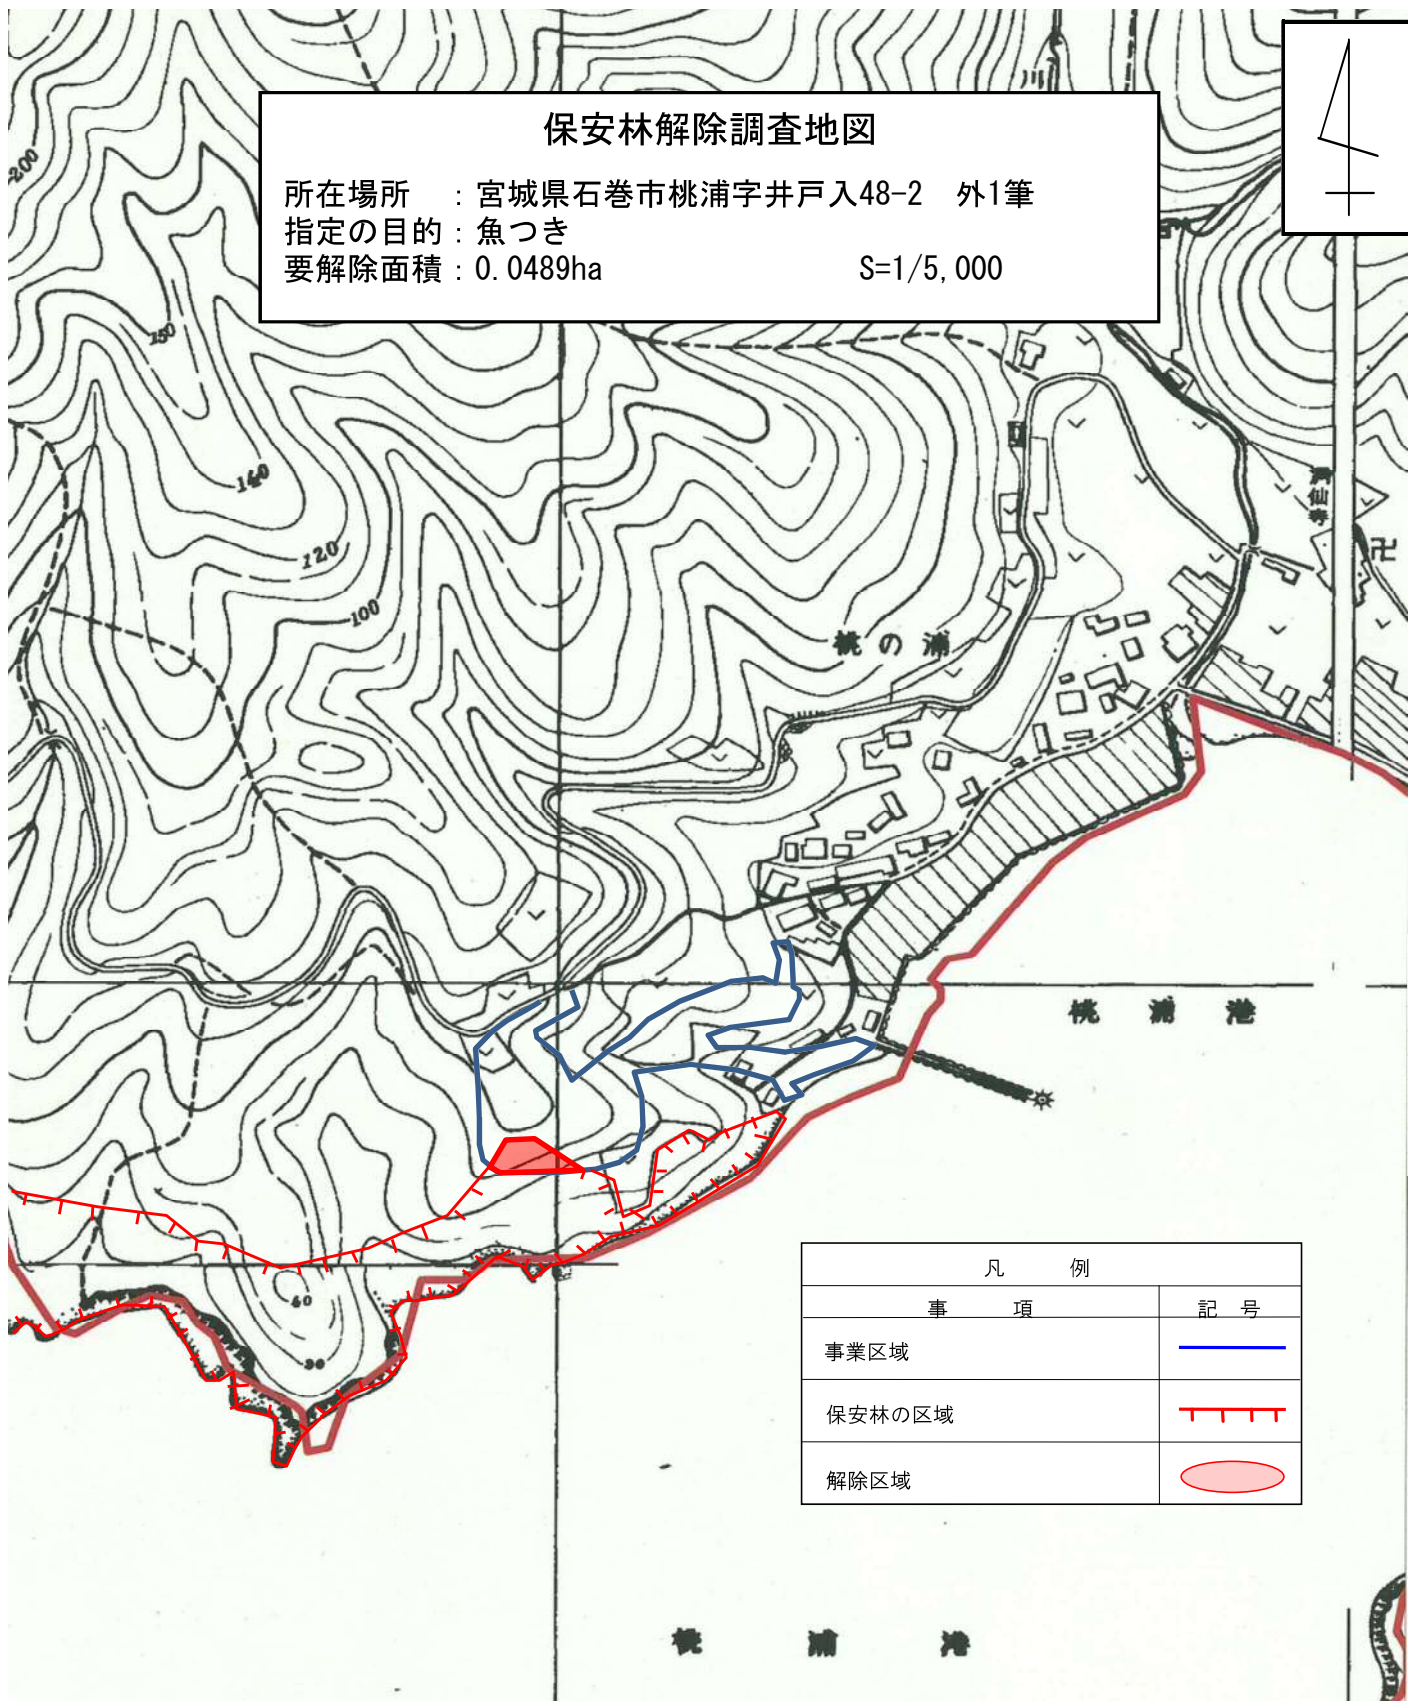 保安林解除調査地図
所在場所　：宮城県石巻市桃浦字井戸入48-2　外1筆
指定の目的：魚つき
要解除面積：0.0489ha　S=1/5,000
200
150
140
120
100
桃の浦
卍
桃浦港
60
凡　例
事　項　記　号
事業区域
保安林の区域
解除区域
桃浦港